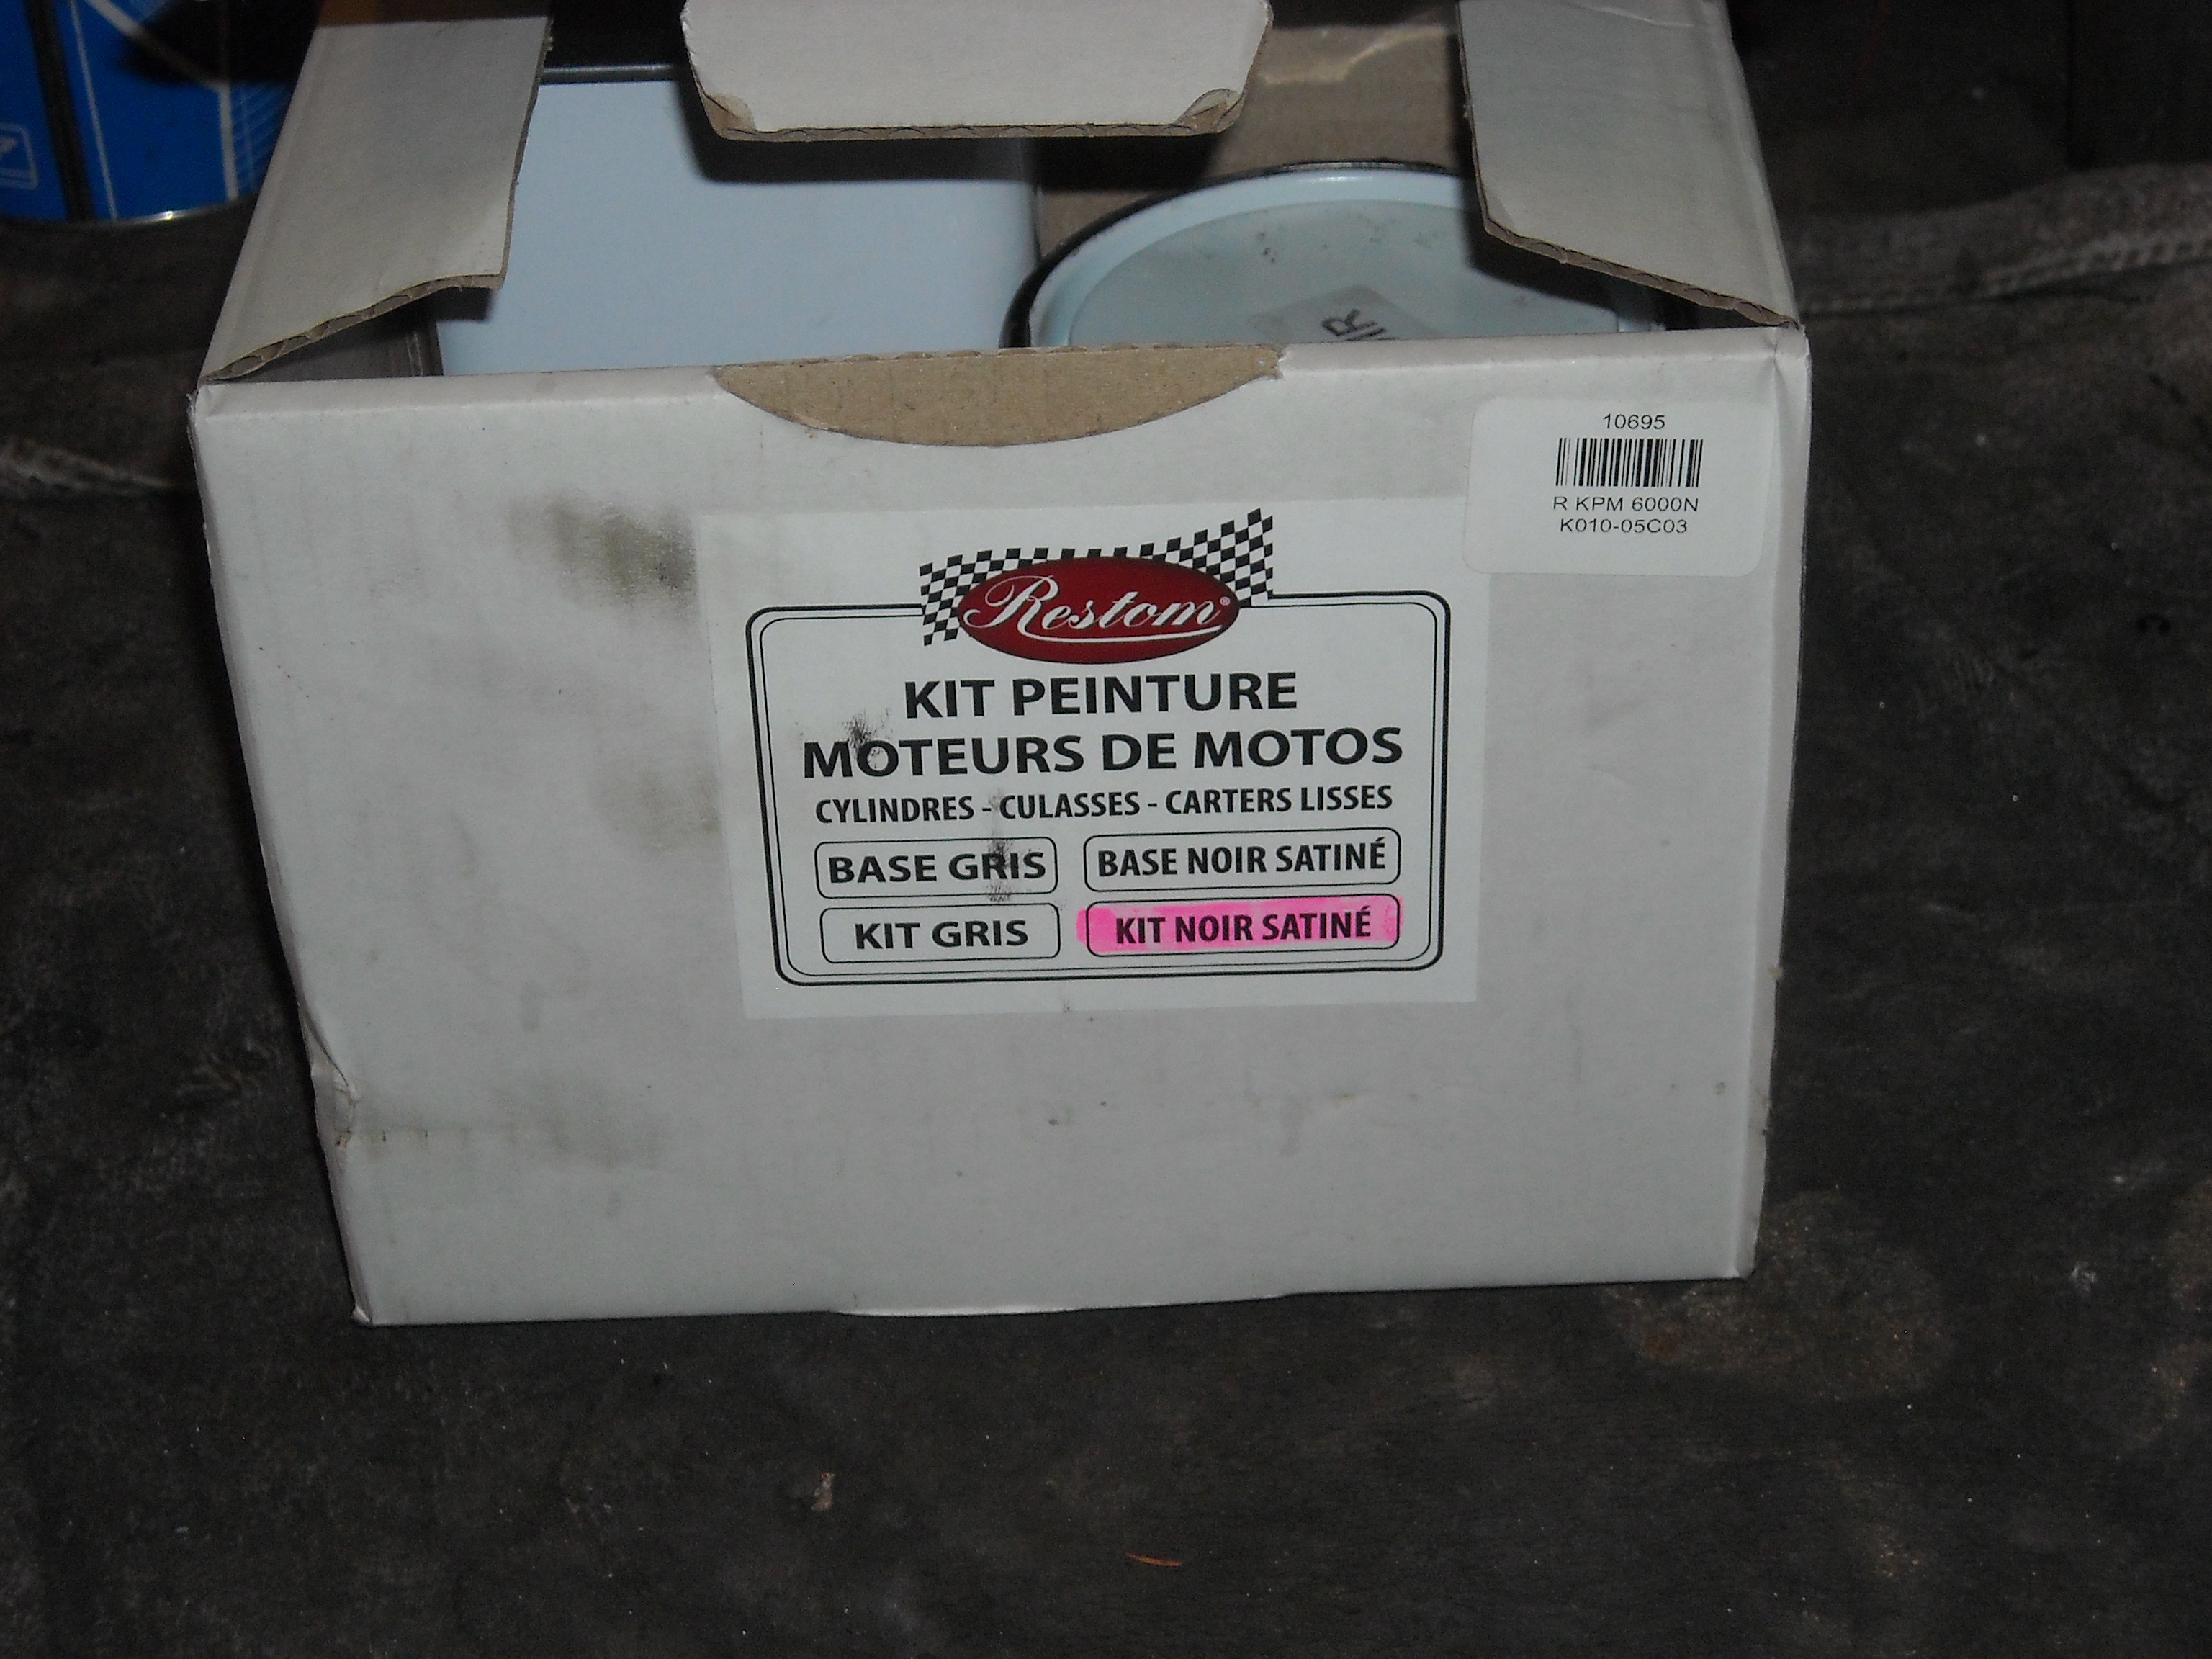 10695
R KPM 6000N
K010-05C03
Restom®
KIT PEINTURE
MOTEURS DE MOTOS
CYLINDRES - CULASSES - CARTERS LISSES
BASE GRIS
BASE NOIR SATINÉ
KIT GRIS
KIT NOIR SATINÉ